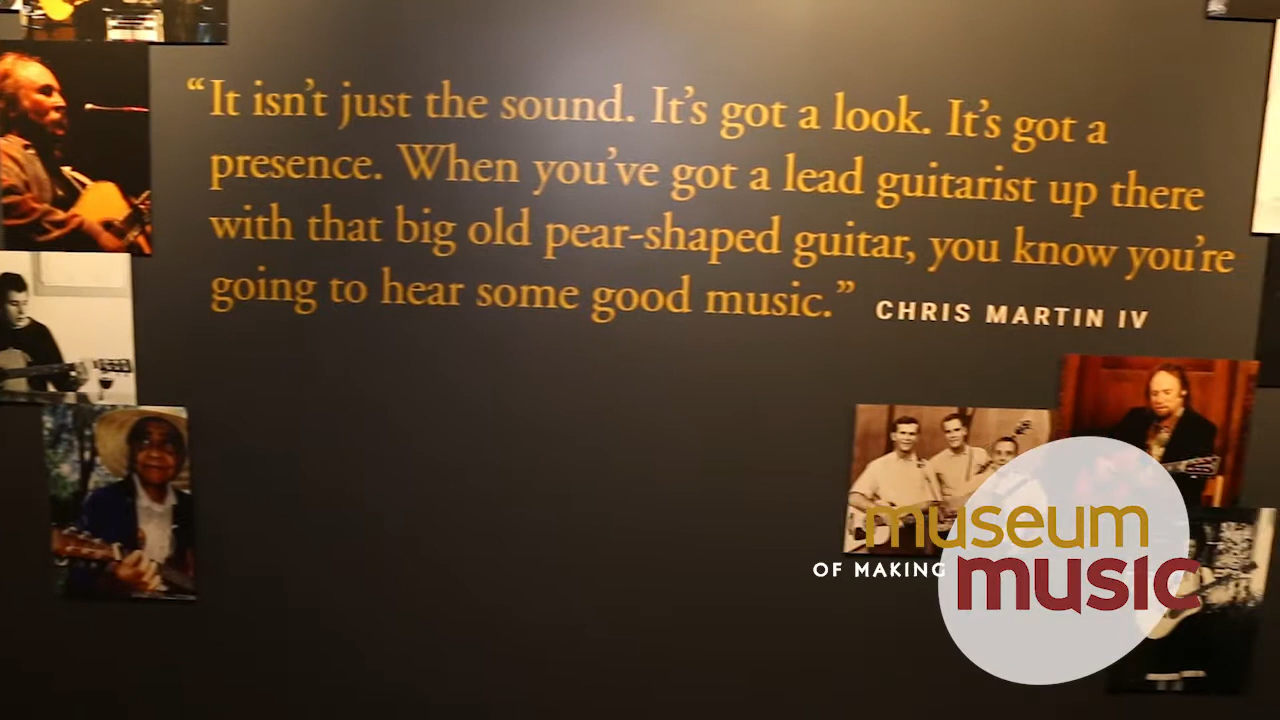 “It isn’t just the sound. It’s got a look. It’s got a
presence. When you’ve got a lead guitarist up there
with that big old pear-shaped guitar, you know you’re
going to hear some good music.” CHRIS MARTIN IV
museum
OF MAKING
music